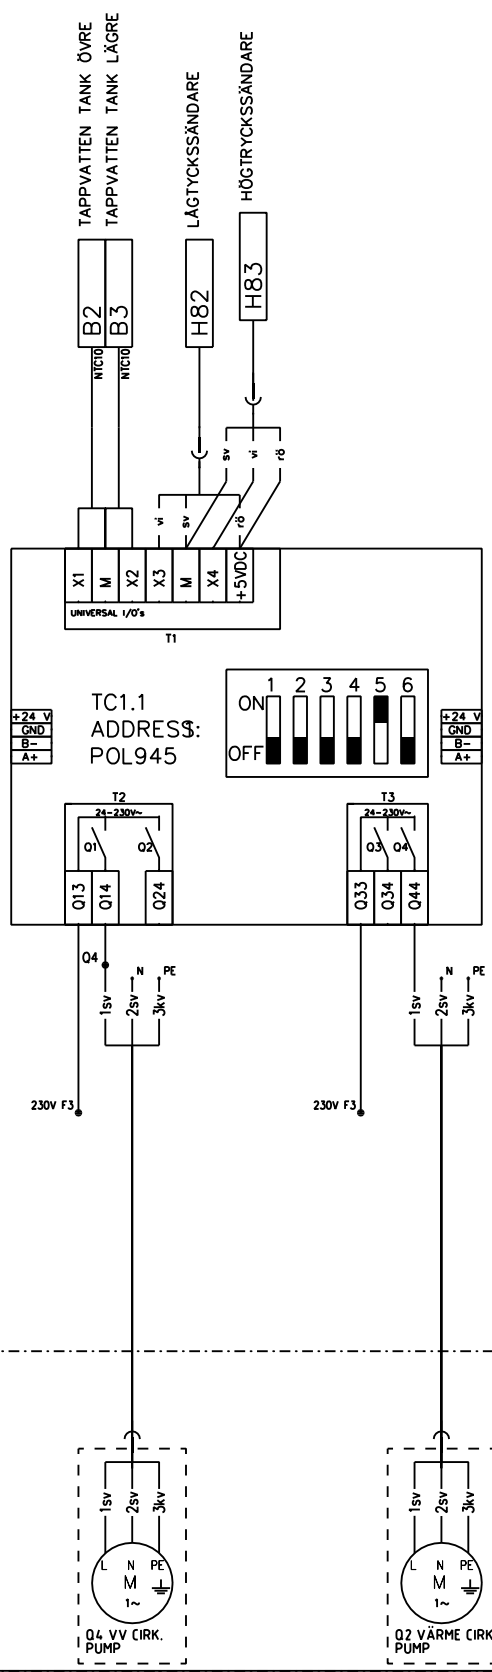 TAPPVATTEN TANK ÖVRE
TAPPVATTEN TANK LÄGRE
LÅGTYCKSSÄNDARE
HÖGTRYCKSSÄNDARE
B2
B3
H82
H83
NTC10
NTC10
sv
vi
rö
vi
sv
rö
X1
M
X2
X3
M
X4
+5VDC
UNIVERSAL I/O's
T1
TC1.1
ADDRESS:
POL945
1 2 3 4 5 6
ON
OFF
+24 V
GND
B-
A+
+24 V
GND
B-
A+
T2
24-230V~
Q1
Q2
Q13
Q14
Q24
T3
24-230V~
Q3
Q4
Q33
Q34
Q44
Q4
N
PE
1sv
2sv
3kv
230V F3
N
PE
1sv
2sv
3kv
230V F3
1sv
2sv
3kv
L N PE
M
1~
Q4 VV CIRK.
PUMP
1sv
2sv
3kv
L N PE
M
1~
Q2 VÄRME CIRK
PUMP